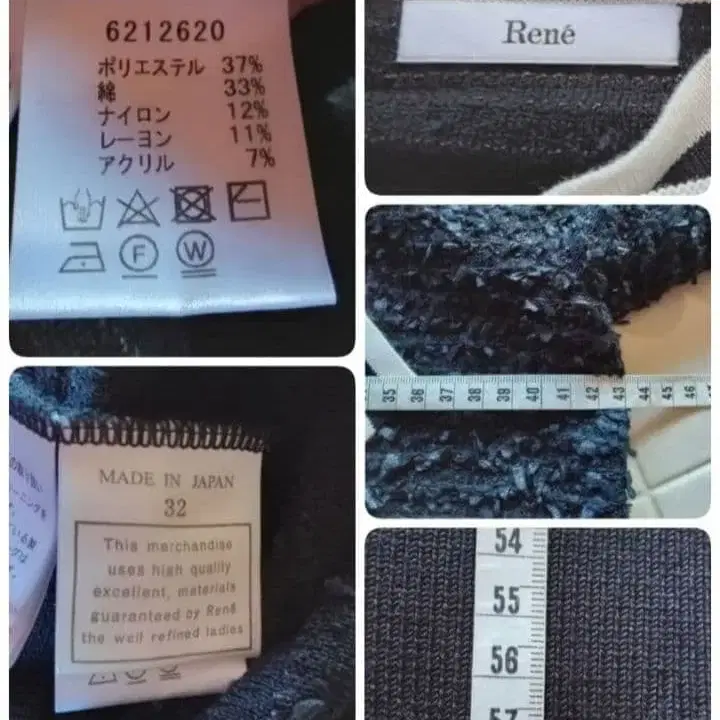 6212620
ポリエステル 37%
綿 33%
ナイロン 12%
レーヨン 11%
アクリル 7%
F
W
René
35 36 37 38 39 40 41 42 43 44 45 46
MADE IN JAPAN
32
This merchandise
uses high quality
excellent, materials
guaranteed by René
the well refined ladies
54
55
56
57